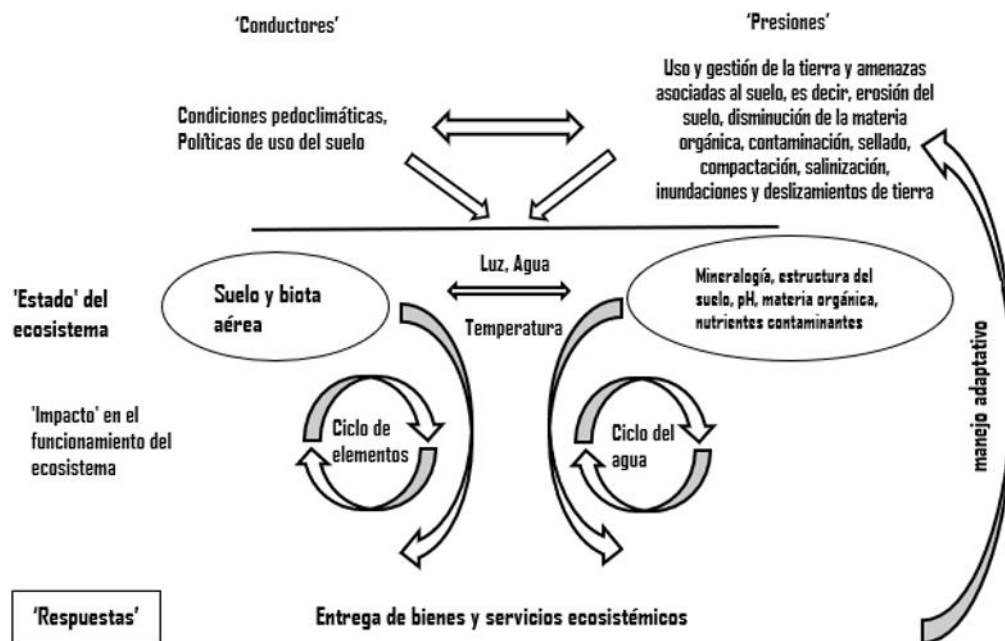 ‘Conductores’
‘Presiones’
Condiciones pedoclimáticas,
Políticas de uso del suelo
Uso y gestión de la tierra y amenazas
asociadas al suelo, es decir, erosión del
suelo, disminución de la materia
orgánica, contaminación, sellado,
compactación, salinización,
inundaciones y deslizamientos de tierra
'Estado' del
ecosistema
Suelo y biota
aérea
Luz, Agua
Temperatura
Mineralogía, estructura del
suelo, pH, materia orgánica,
nutrientes contaminantes
'Impacto' en el
funcionamiento del
ecosistema
Ciclo de
elementos
Ciclo del
agua
manejo adaptativo
‘Respuestas’
Entrega de bienes y servicios ecosistémicos